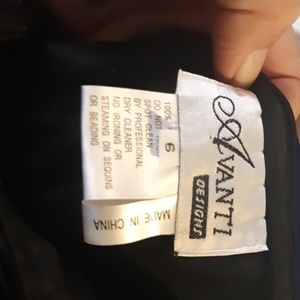 AVANTI
DESIGNS
6
100%
DO NOT
SPOT CLEAN
BY PROFESSIONAL
DRY CLEANER
NO IRONING OR
STEAMING ON SEQUINS
OR BEADING
MADE IN CHINA